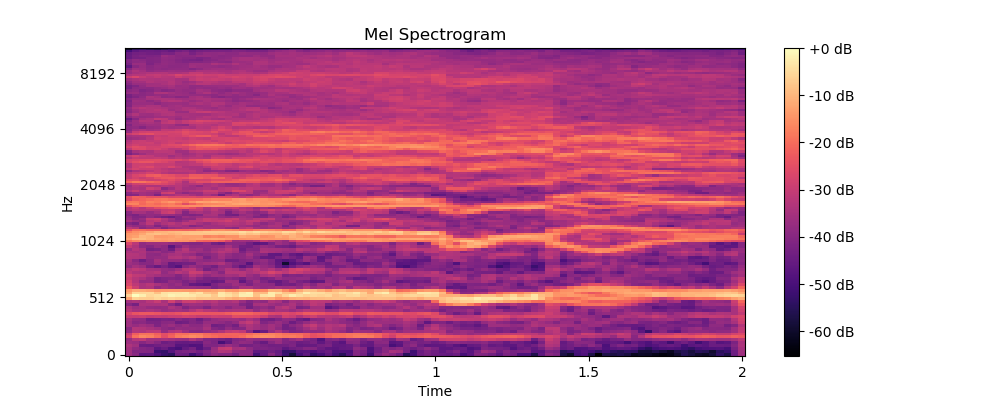 Mel Spectrogram
Hz
8192
4096
2048
1024
512
0
0
0.5
1
1.5
2
Time
+0 dB
-10 dB
-20 dB
-30 dB
-40 dB
-50 dB
-60 dB